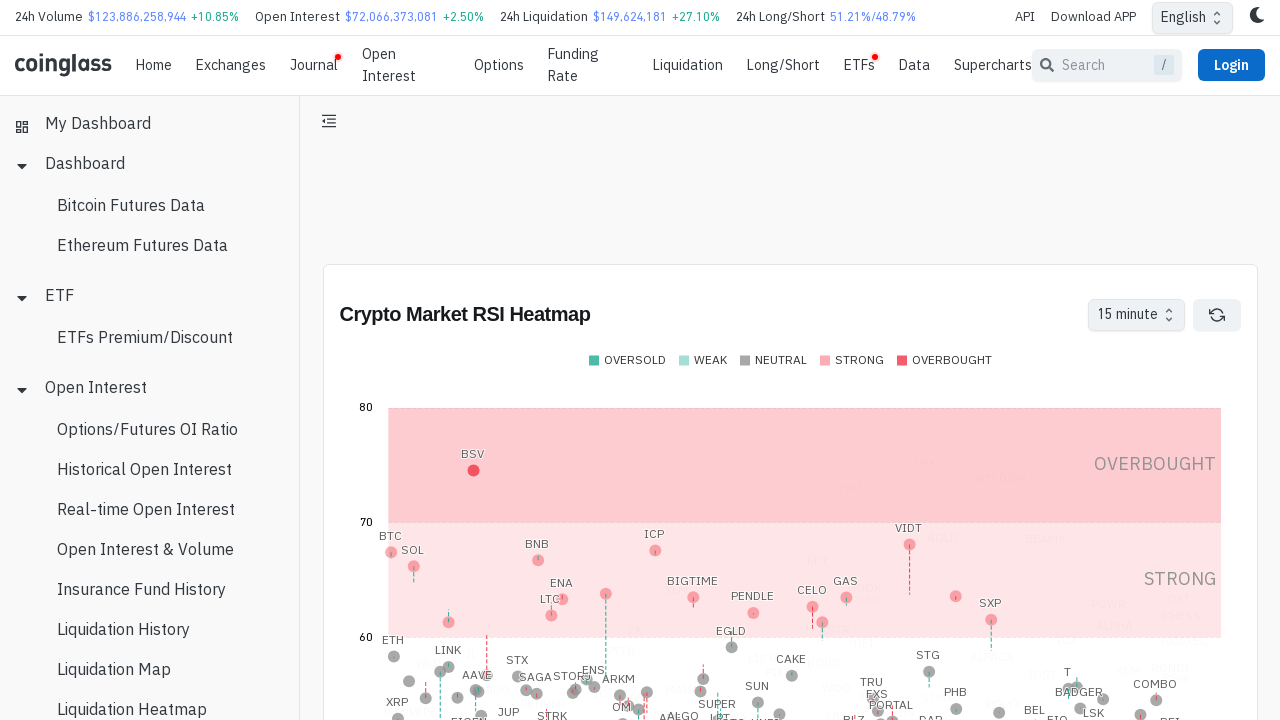 24h Volume $123,886,258,944 +10.85% Open Interest $72,066,373,081 +2.50% 24h Liquidation $149,624,181 +27.10% 24h Long/Short 51.21%/48.79% API Download APP English
coinglass Home Exchanges Journal Open Interest Options Funding Rate Liquidation Long/Short ETFs Data Supercharts Search / Login
My Dashboard
Dashboard
Bitcoin Futures Data
Ethereum Futures Data
ETF
ETFs Premium/Discount
Open Interest
Options/Futures OI Ratio
Historical Open Interest
Real-time Open Interest
Open Interest & Volume
Insurance Fund History
Liquidation History
Liquidation Map
Liquidation Heatmap
Crypto Market RSI Heatmap 15 minute
OVERSOLD WEAK NEUTRAL STRONG OVERBOUGHT
80
BSV
OVERBOUGHT
70
BTC SOL BNB ICP VIDT
STRONG
LTC ENA BIGTIME PENDLE CELO GAS SXP
60
ETH LINK EGLD
STX ENS CAKE STG
XRP AAVE SAGA STORJ ARKM SUN TRU T
JUP STRK SUPER EXS PHB BADGER COMBO
ALGO PORTAL BEL LSK